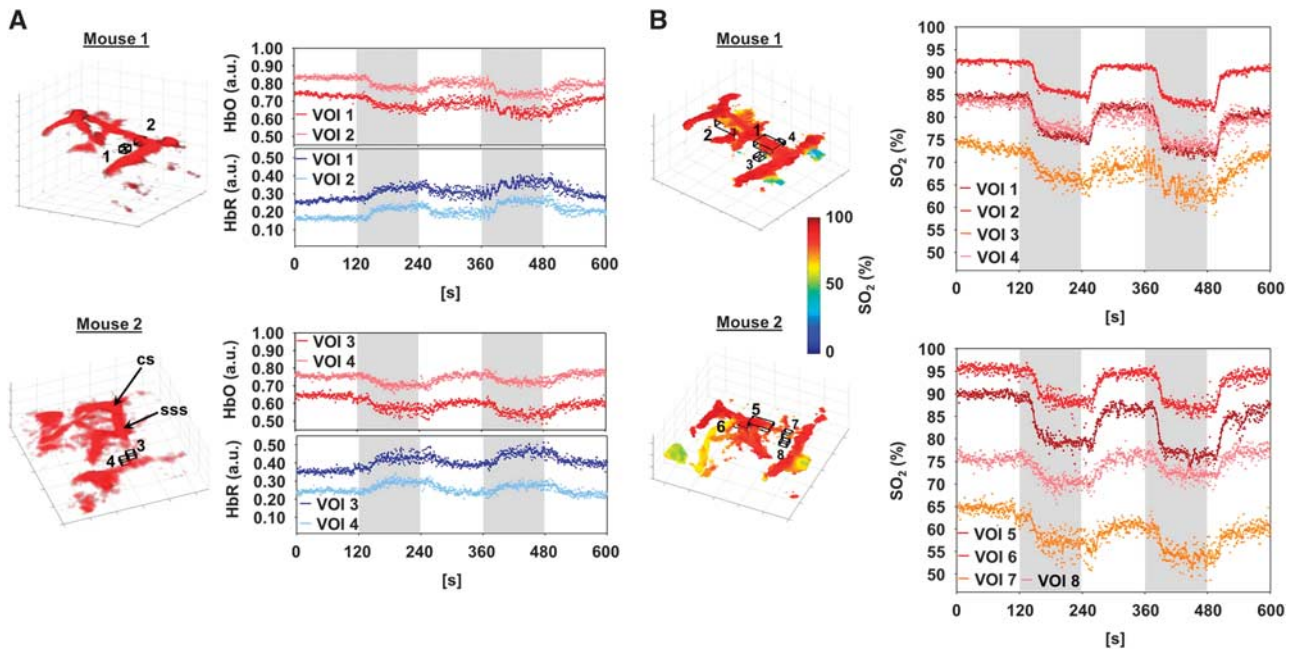 A
Mouse 1
2
1
HbO (a.u.)
1.00
0.90
0.80
0.70
0.60
0.50
VOI 1
VOI 2
HbR (a.u.)
0.50
0.40
0.30
0.20
0.10
VOI 1
VOI 2
0 120 240 360 480 600
[s]
Mouse 2
cs
sss
3
4
HbO (a.u.)
1.00
0.90
0.80
0.70
0.60
0.50
VOI 3
VOI 4
HbR (a.u.)
0.50
0.40
0.30
0.20
0.10
VOI 3
VOI 4
0 120 240 360 480 600
[s]
B
Mouse 1
1
2
3
4
100
50
0
SO2 (%)
SO2 (%)
100
95
90
85
80
75
70
65
60
55
50
VOI 1
VOI 2
VOI 3
VOI 4
0 120 240 360 480 600
[s]
Mouse 2
5
6
7
8
SO2 (%)
100
95
90
85
80
75
70
65
60
55
50
VOI 5
VOI 6
VOI 7 VOI 8
0 120 240 360 480 600
[s]